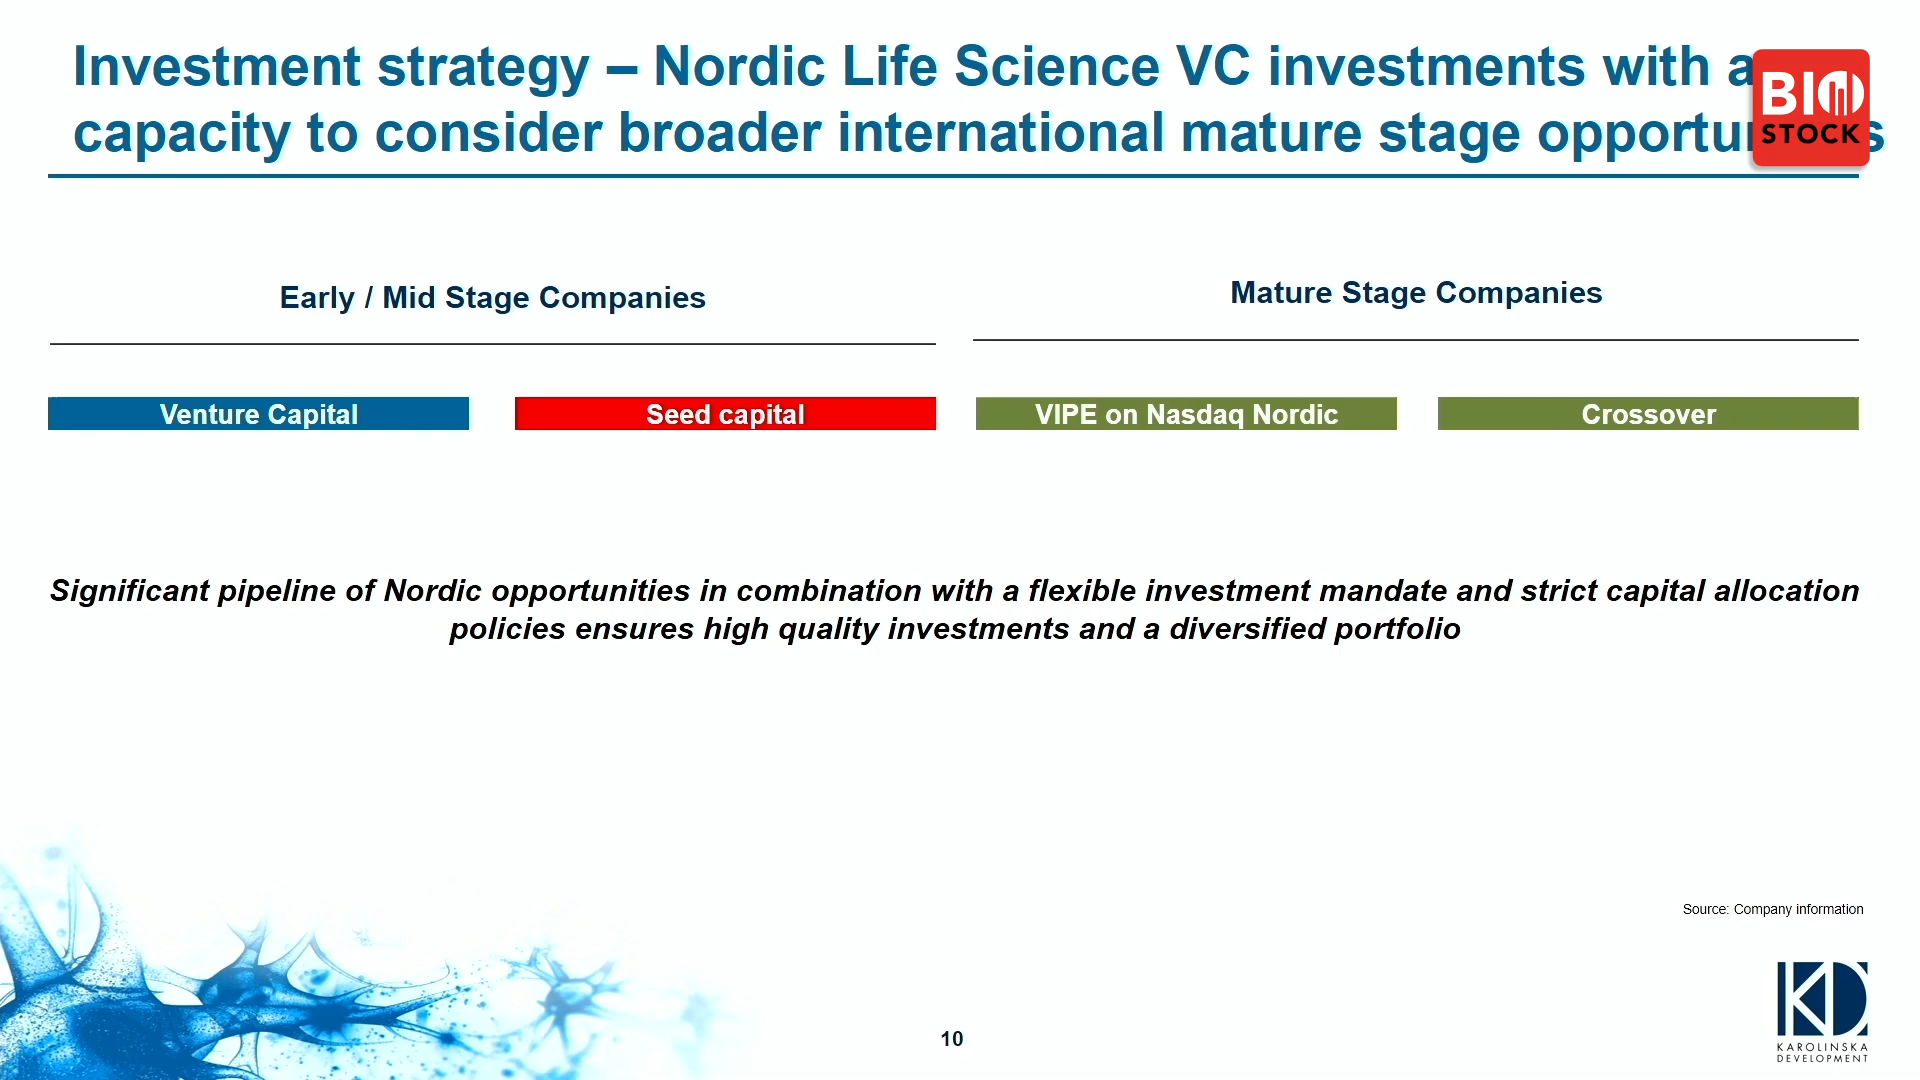 Investment strategy – Nordic Life Science VC investments with a
capacity to consider broader international mature stage
BIO
STOCK
Early / Mid Stage Companies
Mature Stage Companies
Venture Capital
Seed capital
VIPE on Nasdaq Nordic
Crossover
Significant pipeline of Nordic opportunities in combination with a flexible investment mandate and strict capital allocation
policies ensures high quality investments and a diversified portfolio
Source: Company information
KD
KAROLINSKA
DEVELOPMENT
10